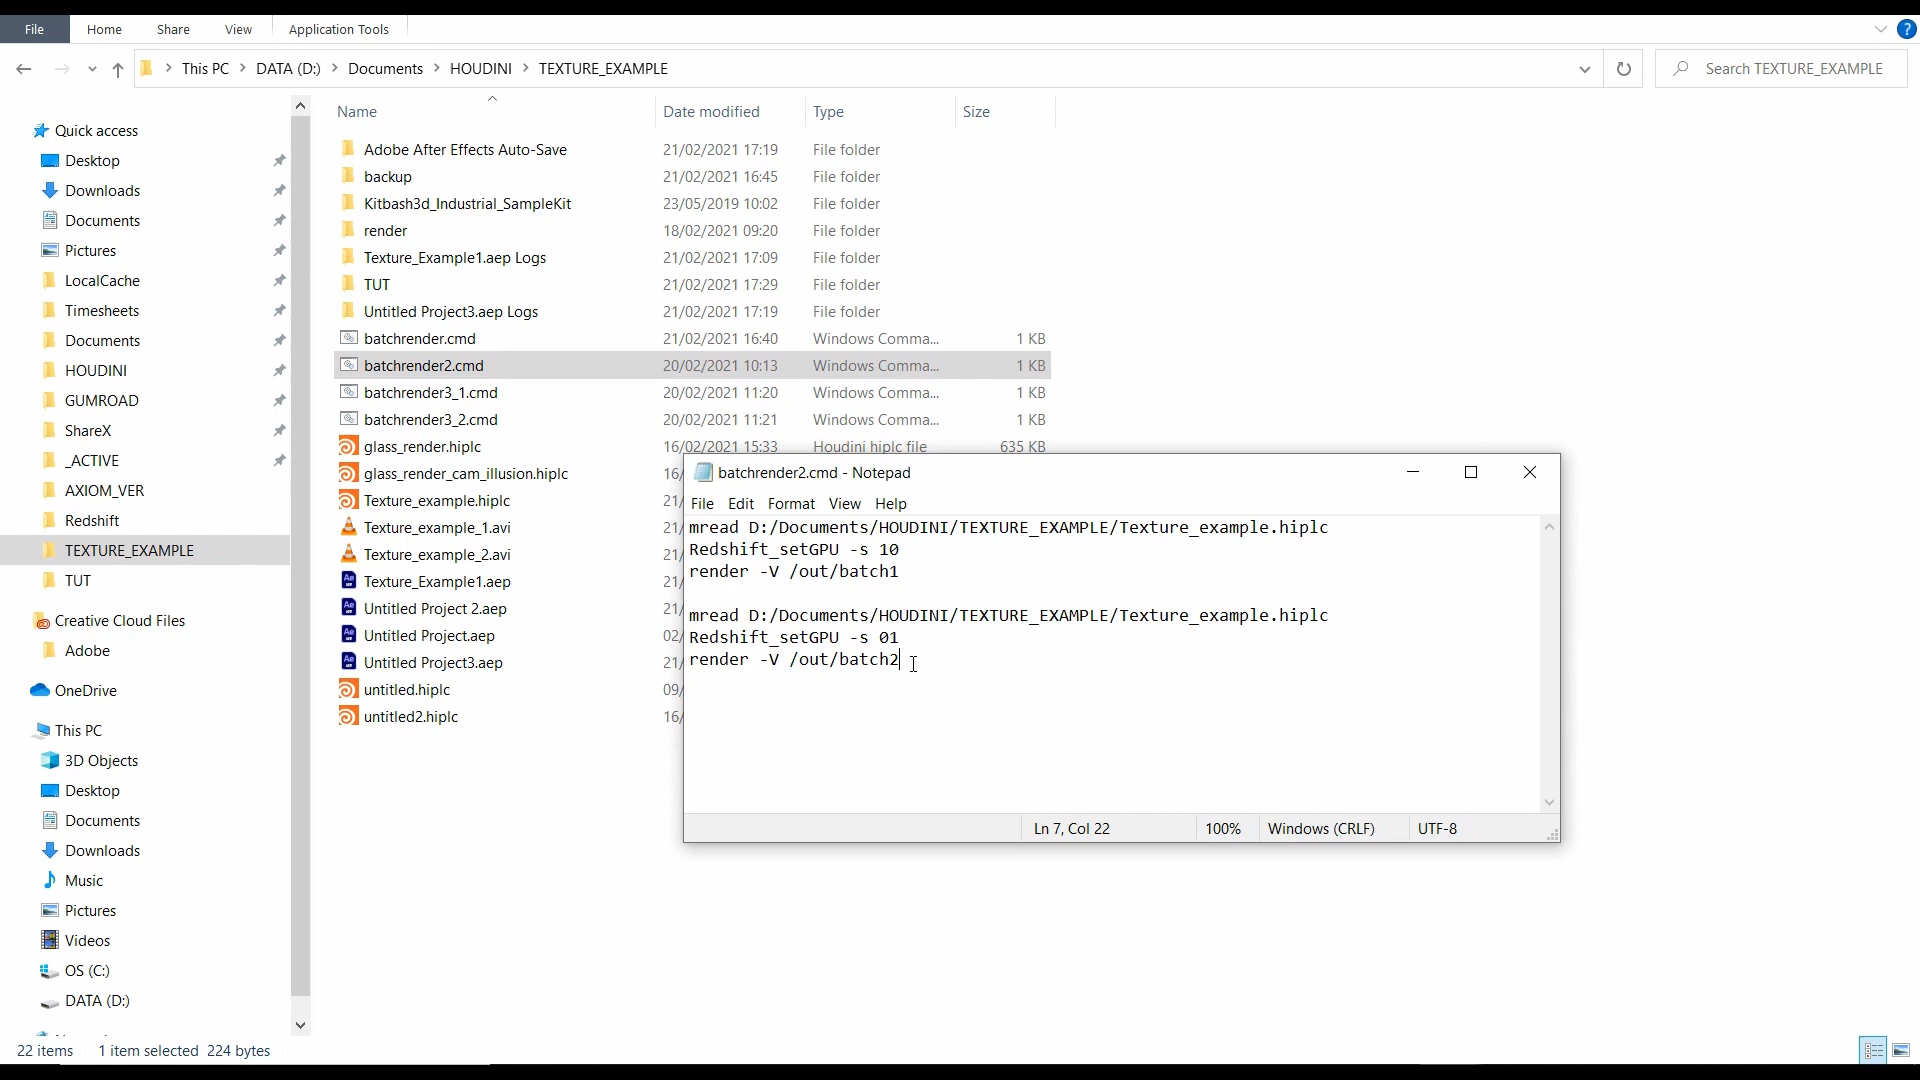 File Home Share View Application Tools
This PC > DATA (D:) > Documents > HOUDINI > TEXTURE_EXAMPLE
Search TEXTURE_EXAMPLE
Quick access
Desktop
Downloads
Documents
Pictures
LocalCache
Timesheets
Documents
HOUDINI
GUMROAD
ShareX
_ACTIVE
AXIOM_VER
Redshift
TEXTURE_EXAMPLE
TUT
Creative Cloud Files
Adobe
OneDrive
This PC
3D Objects
Desktop
Documents
Downloads
Music
Pictures
Videos
OS (C:)
DATA (D:)
Name Date modified Type Size
Adobe After Effects Auto-Save 21/02/2021 17:19 File folder
backup 21/02/2021 16:45 File folder
Kitbash3d_Industrial_SampleKit 23/05/2019 10:02 File folder
render 18/02/2021 09:20 File folder
Texture_Example1.aep Logs 21/02/2021 17:09 File folder
TUT 21/02/2021 17:29 File folder
Untitled Project3.aep Logs 21/02/2021 17:19 File folder
batchrender.cmd 21/02/2021 16:40 Windows Comma... 1 KB
batchrender2.cmd 20/02/2021 10:13 Windows Comma... 1 KB
batchrender3_1.cmd 20/02/2021 11:20 Windows Comma... 1 KB
batchrender3_2.cmd 20/02/2021 11:21 Windows Comma... 1 KB
glass_render.hiplc 16/02/2021 15:33 Houdini hiplc file 635 KB
glass_render_cam_illusion.hiplc 16/
Texture_example.hiplc 21/
Texture_example_1.avi 21/
Texture_example_2.avi 21/
Texture_Example1.aep 21/
Untitled Project 2.aep 21/
Untitled Project.aep 02/
Untitled Project3.aep 21/
untitled.hiplc 09/
untitled2.hiplc 16/
batchrender2.cmd - Notepad
File Edit Format View Help
mread D:/Documents/HOUDINI/TEXTURE_EXAMPLE/Texture_example.hiplc
Redshift_setGPU -s 10
render -V /out/batch1
mread D:/Documents/HOUDINI/TEXTURE_EXAMPLE/Texture_example.hiplc
Redshift_setGPU -s 01
render -V /out/batch2
Ln 7, Col 22 100% Windows (CRLF) UTF-8
22 items 1 item selected 224 bytes